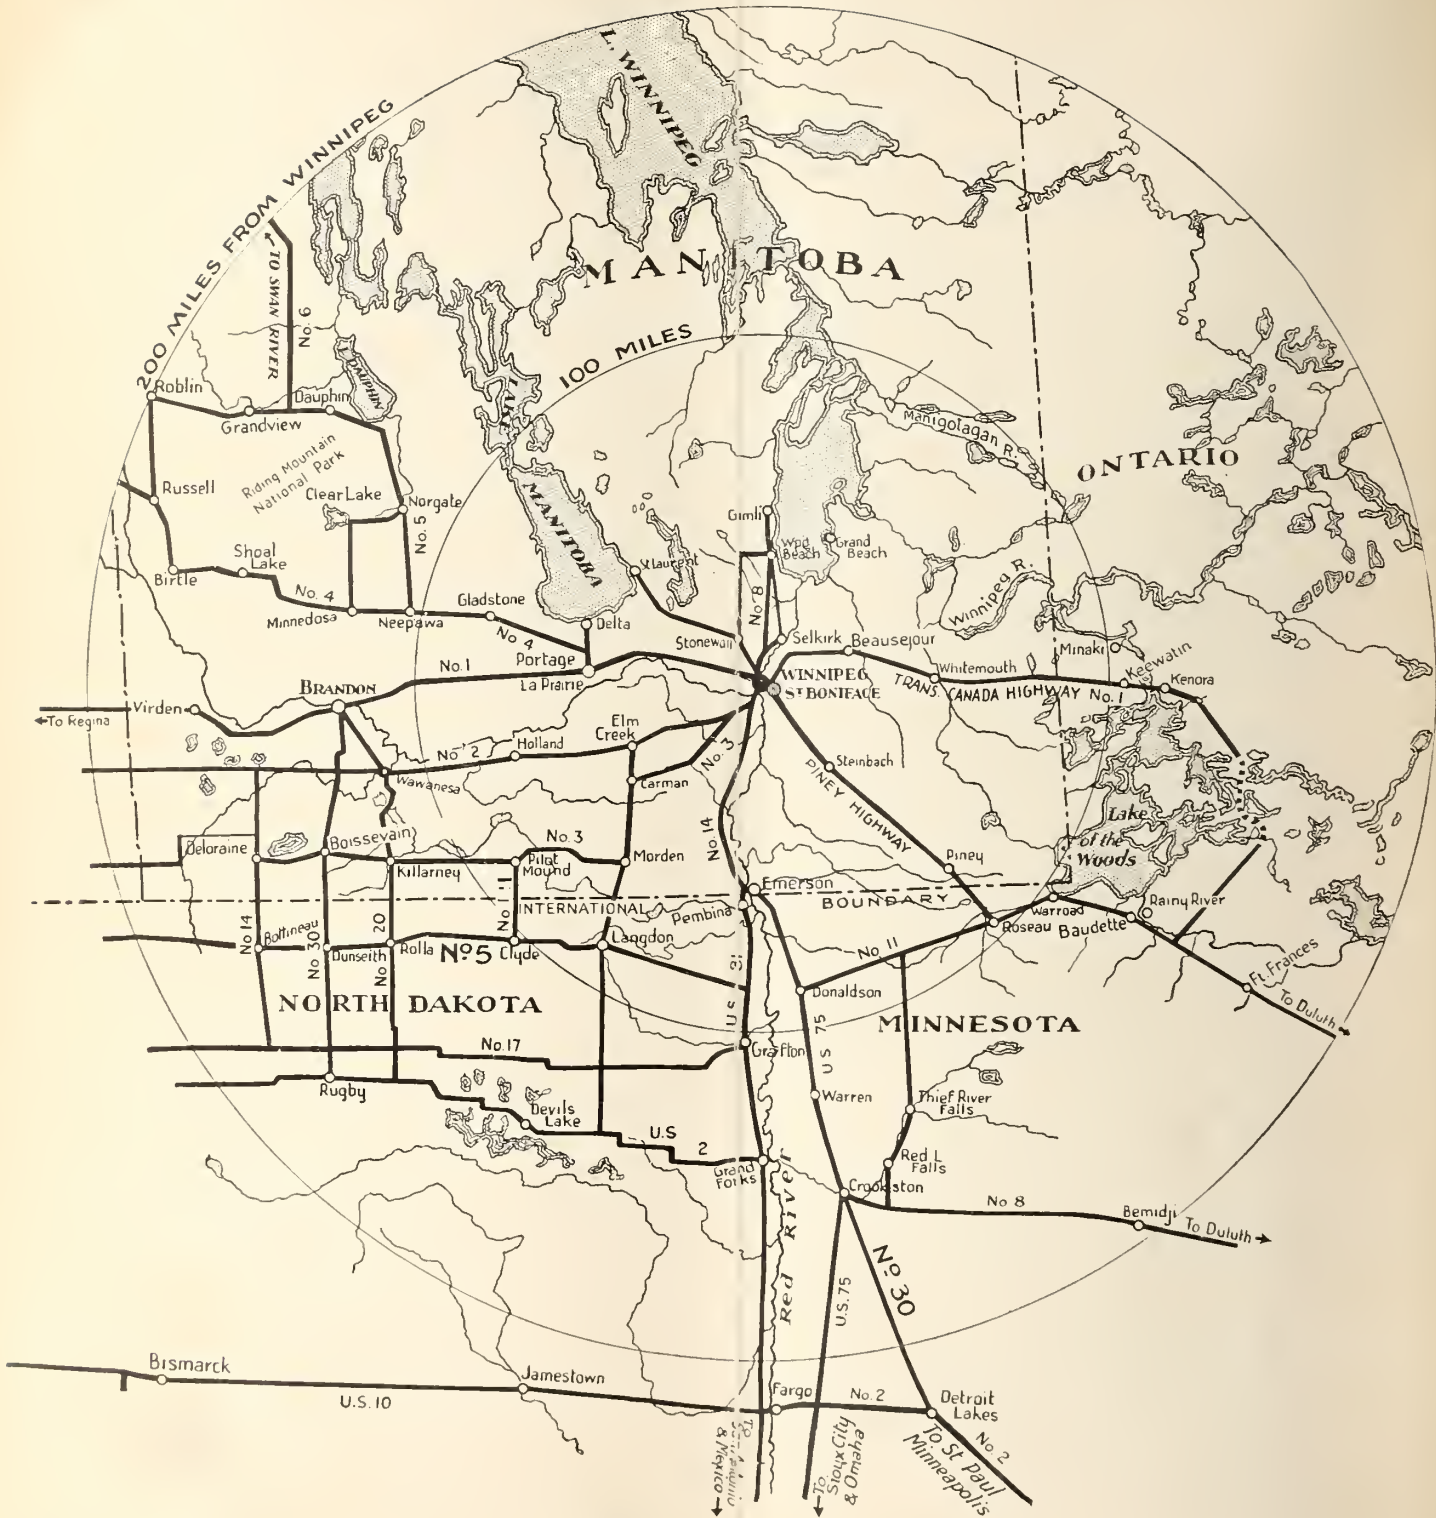 L. WINNIPEG
200 MILES FROM WINNIPEG
MANITOBA
TO SWAN RIVER
No. 6
100 MILES
Roblin
Dauphin
DAUPHIN
LAKE
MANITOBA
Grandview
Manigotagan R.
ONTARIO
Riding Mountain
National Park
Russell
Clear Lake
Norgate
No. 5
Gimli
Wpg
Beach
Grand
Beach
Shoal
Lake
Birtle
St Laurent
No. 4
Minnedosa
Neepawa
Gladstone
No 4
Delta
No 8
Winnipeg R.
Stonewall
Selkirk
Beausejour
Minaki
Keewatin
Portage
La Prairie
No. 1
Whitemouth
Kenora
WINNIPEG
ST BONIFACE
TRANS. CANADA HIGHWAY No. 1
BRANDON
Virden
To Regina
Elm
Creek
Holland
No 2
Wawanesa
Carman
No. 3
Steinbach
PINEY HIGHWAY
No. 14
Lake
of the
Woods
Deloraine
Boissevain
No. 3
Killarney
Pilot
Mound
Morden
Piney
Emerson
INTERNATIONAL
BOUNDARY
Pembina
Warroad
Rainy River
Roseau
Baudette
No 14
Bottineau
No 30
Dunseith
No 20
Rolla
No 5
Clyde
Langdon
No 11
Ft. Frances
To Duluth
NORTH DAKOTA
US
Donaldson
MINNESOTA
US 75
No. 17
Grafton
Rugby
Warren
Thief River
Falls
Devils
Lake
U.S
2
Grand
Forks
Red L
Falls
Crookston
Red River
No 8
Bemidji
To Duluth
No 30
U.S. 75
Bismarck
U.S. 10
Jamestown
Fargo
No. 2
Detroit
Lakes
No. 2
To
& Mexico
To
Sioux City
& Omaha
To St Paul
Minneapolis